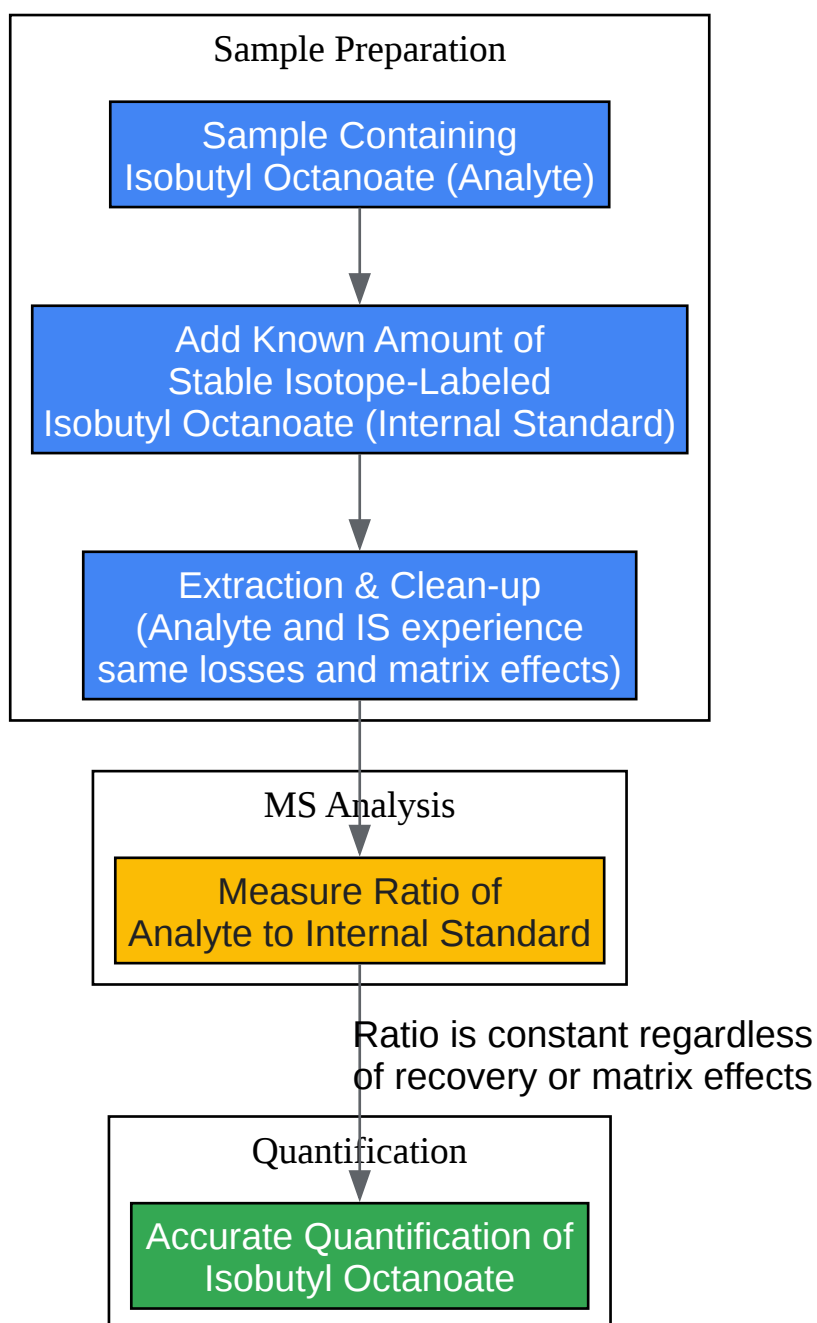 Sample Preparation
Sample Containing
Isobutyl Octanoate (Analyte)
Add Known Amount of
Stable Isotope-Labeled
Isobutyl Octanoate (Internal Standard)
Extraction & Clean-up
(Analyte and IS experience
same losses and matrix effects)
MS Analysis
Measure Ratio of
Analyte to Internal Standard
Ratio is constant regardless
of recovery or matrix effects
Quantification
Accurate Quantification of
Isobutyl Octanoate